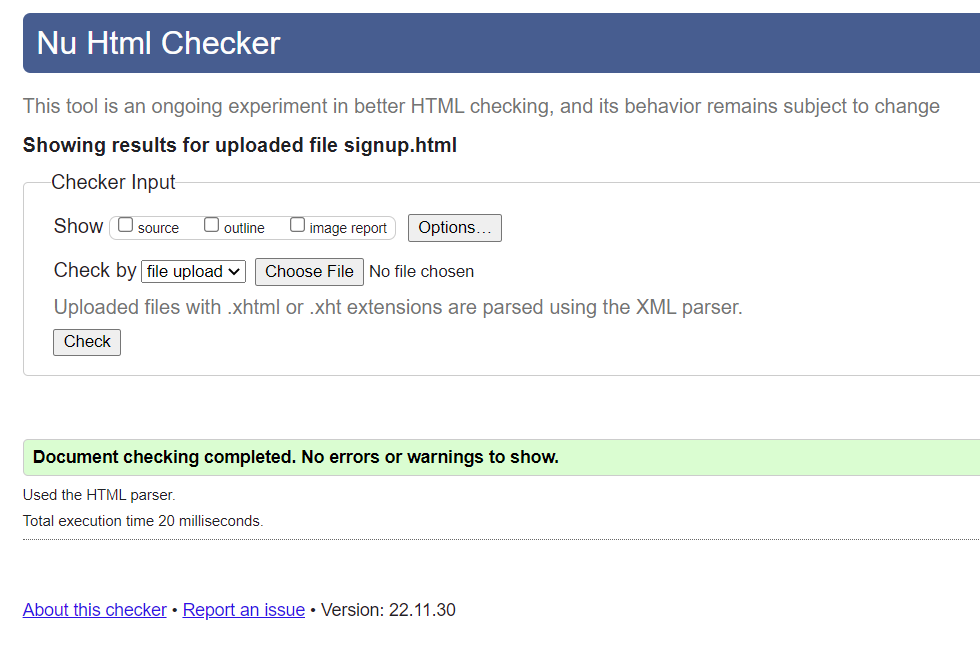 Nu Html Checker
This tool is an ongoing experiment in better HTML checking, and its behavior remains subject to change
Showing results for uploaded file signup.html
Checker Input
Show source outline image report Options…
Check by file upload Choose File No file chosen
Uploaded files with .xhtml or .xht extensions are parsed using the XML parser.
Check
Document checking completed. No errors or warnings to show.
Used the HTML parser.
Total execution time 20 milliseconds.
About this checker • Report an issue • Version: 22.11.30